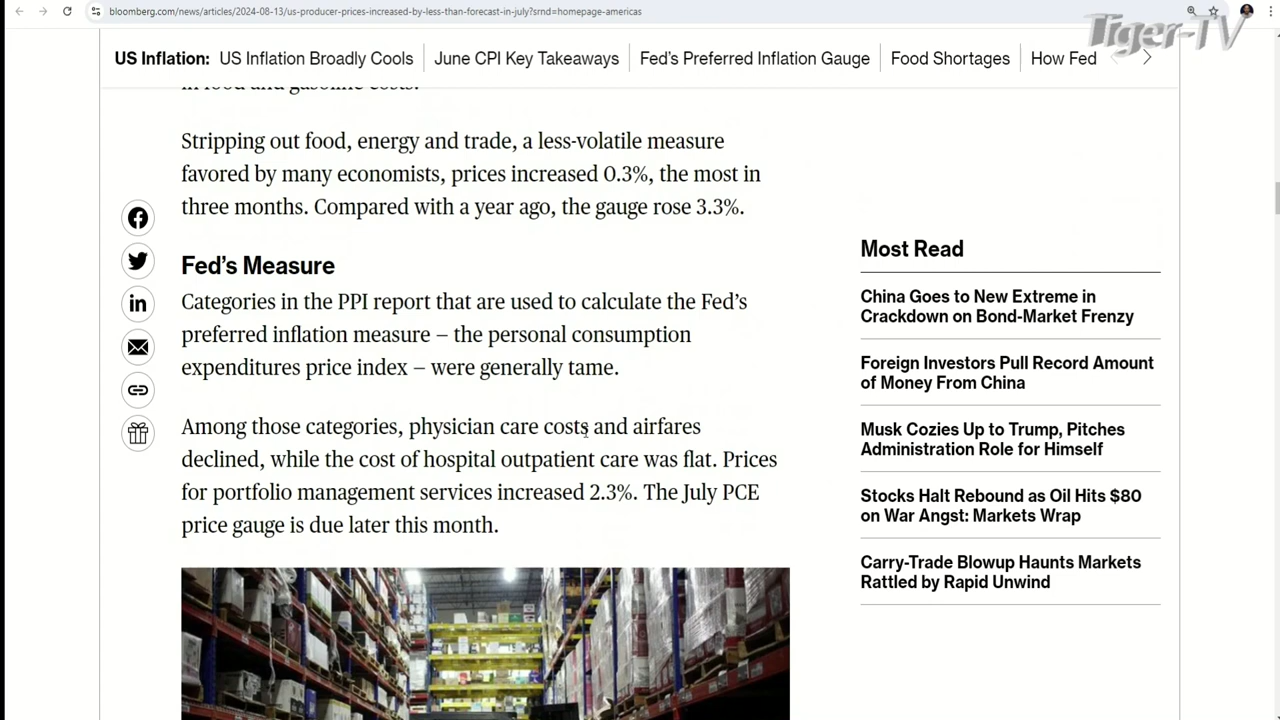 bloomberg.com/news/articles/2024-08-13/us-producer-prices-increased-by-less-than-forecast-in-july?srnd=homepage-americas
Tiger-TV
US Inflation: US Inflation Broadly Cools June CPI Key Takeaways Fed's Preferred Inflation Gauge Food Shortages How Fed
in food and gasoline costs.
Stripping out food, energy and trade, a less-volatile measure
favored by many economists, prices increased 0.3%, the most in
three months. Compared with a year ago, the gauge rose 3.3%.
Fed's Measure
Categories in the PPI report that are used to calculate the Fed's
preferred inflation measure – the personal consumption
expenditures price index – were generally tame.
Among those categories, physician care costs and airfares
declined, while the cost of hospital outpatient care was flat. Prices
for portfolio management services increased 2.3%. The July PCE
price gauge is due later this month.
Most Read
China Goes to New Extreme in
Crackdown on Bond-Market Frenzy
Foreign Investors Pull Record Amount
of Money From China
Musk Cozies Up to Trump, Pitches
Administration Role for Himself
Stocks Halt Rebound as Oil Hits $80
on War Angst: Markets Wrap
Carry-Trade Blowup Haunts Markets
Rattled by Rapid Unwind